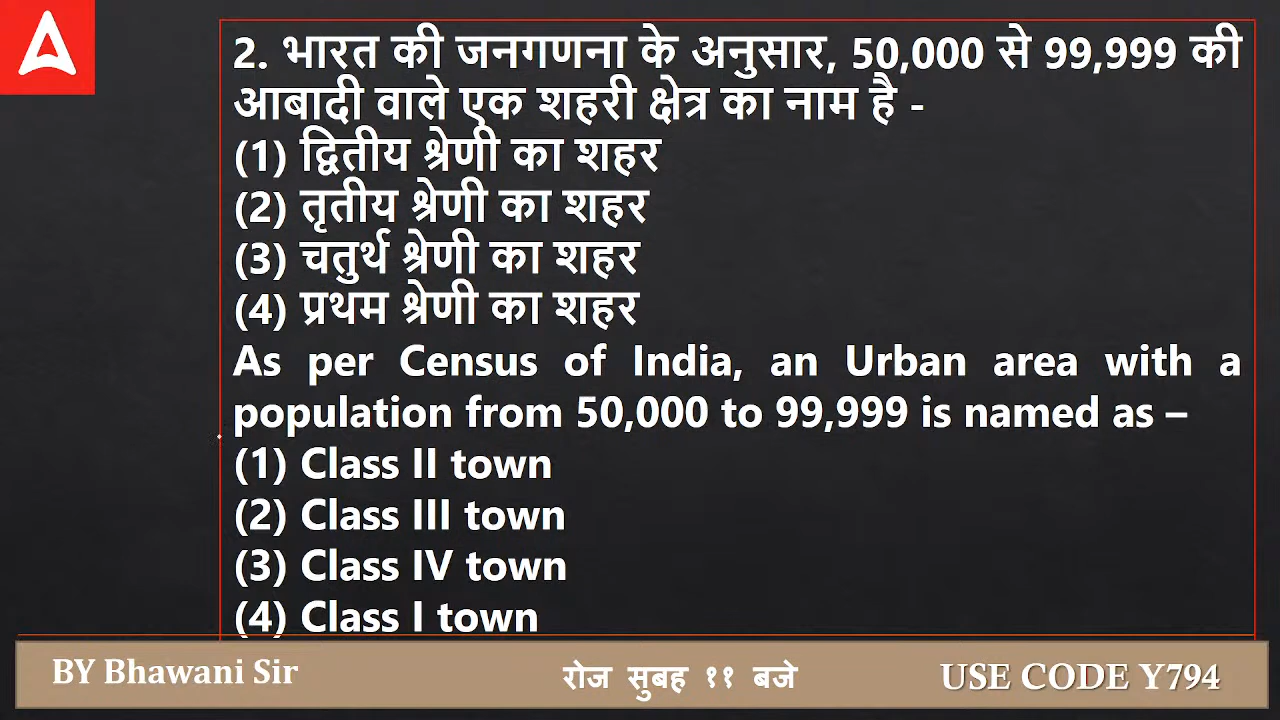 2. भारत की जनगणना के अनुसार, 50,000 से 99,999 की
आबादी वाले एक शहरी क्षेत्र का नाम है -
(1) द्वितीय श्रेणी का शहर
(2) तृतीय श्रेणी का शहर
(3) चतुर्थ श्रेणी का शहर
(4) प्रथम श्रेणी का शहर
As per Census of India, an Urban area with a
population from 50,000 to 99,999 is named as –
(1) Class II town
(2) Class III town
(3) Class IV town
(4) Class I town
BY Bhawani Sir
रोज सुबह ११ बजे
USE CODE Y794